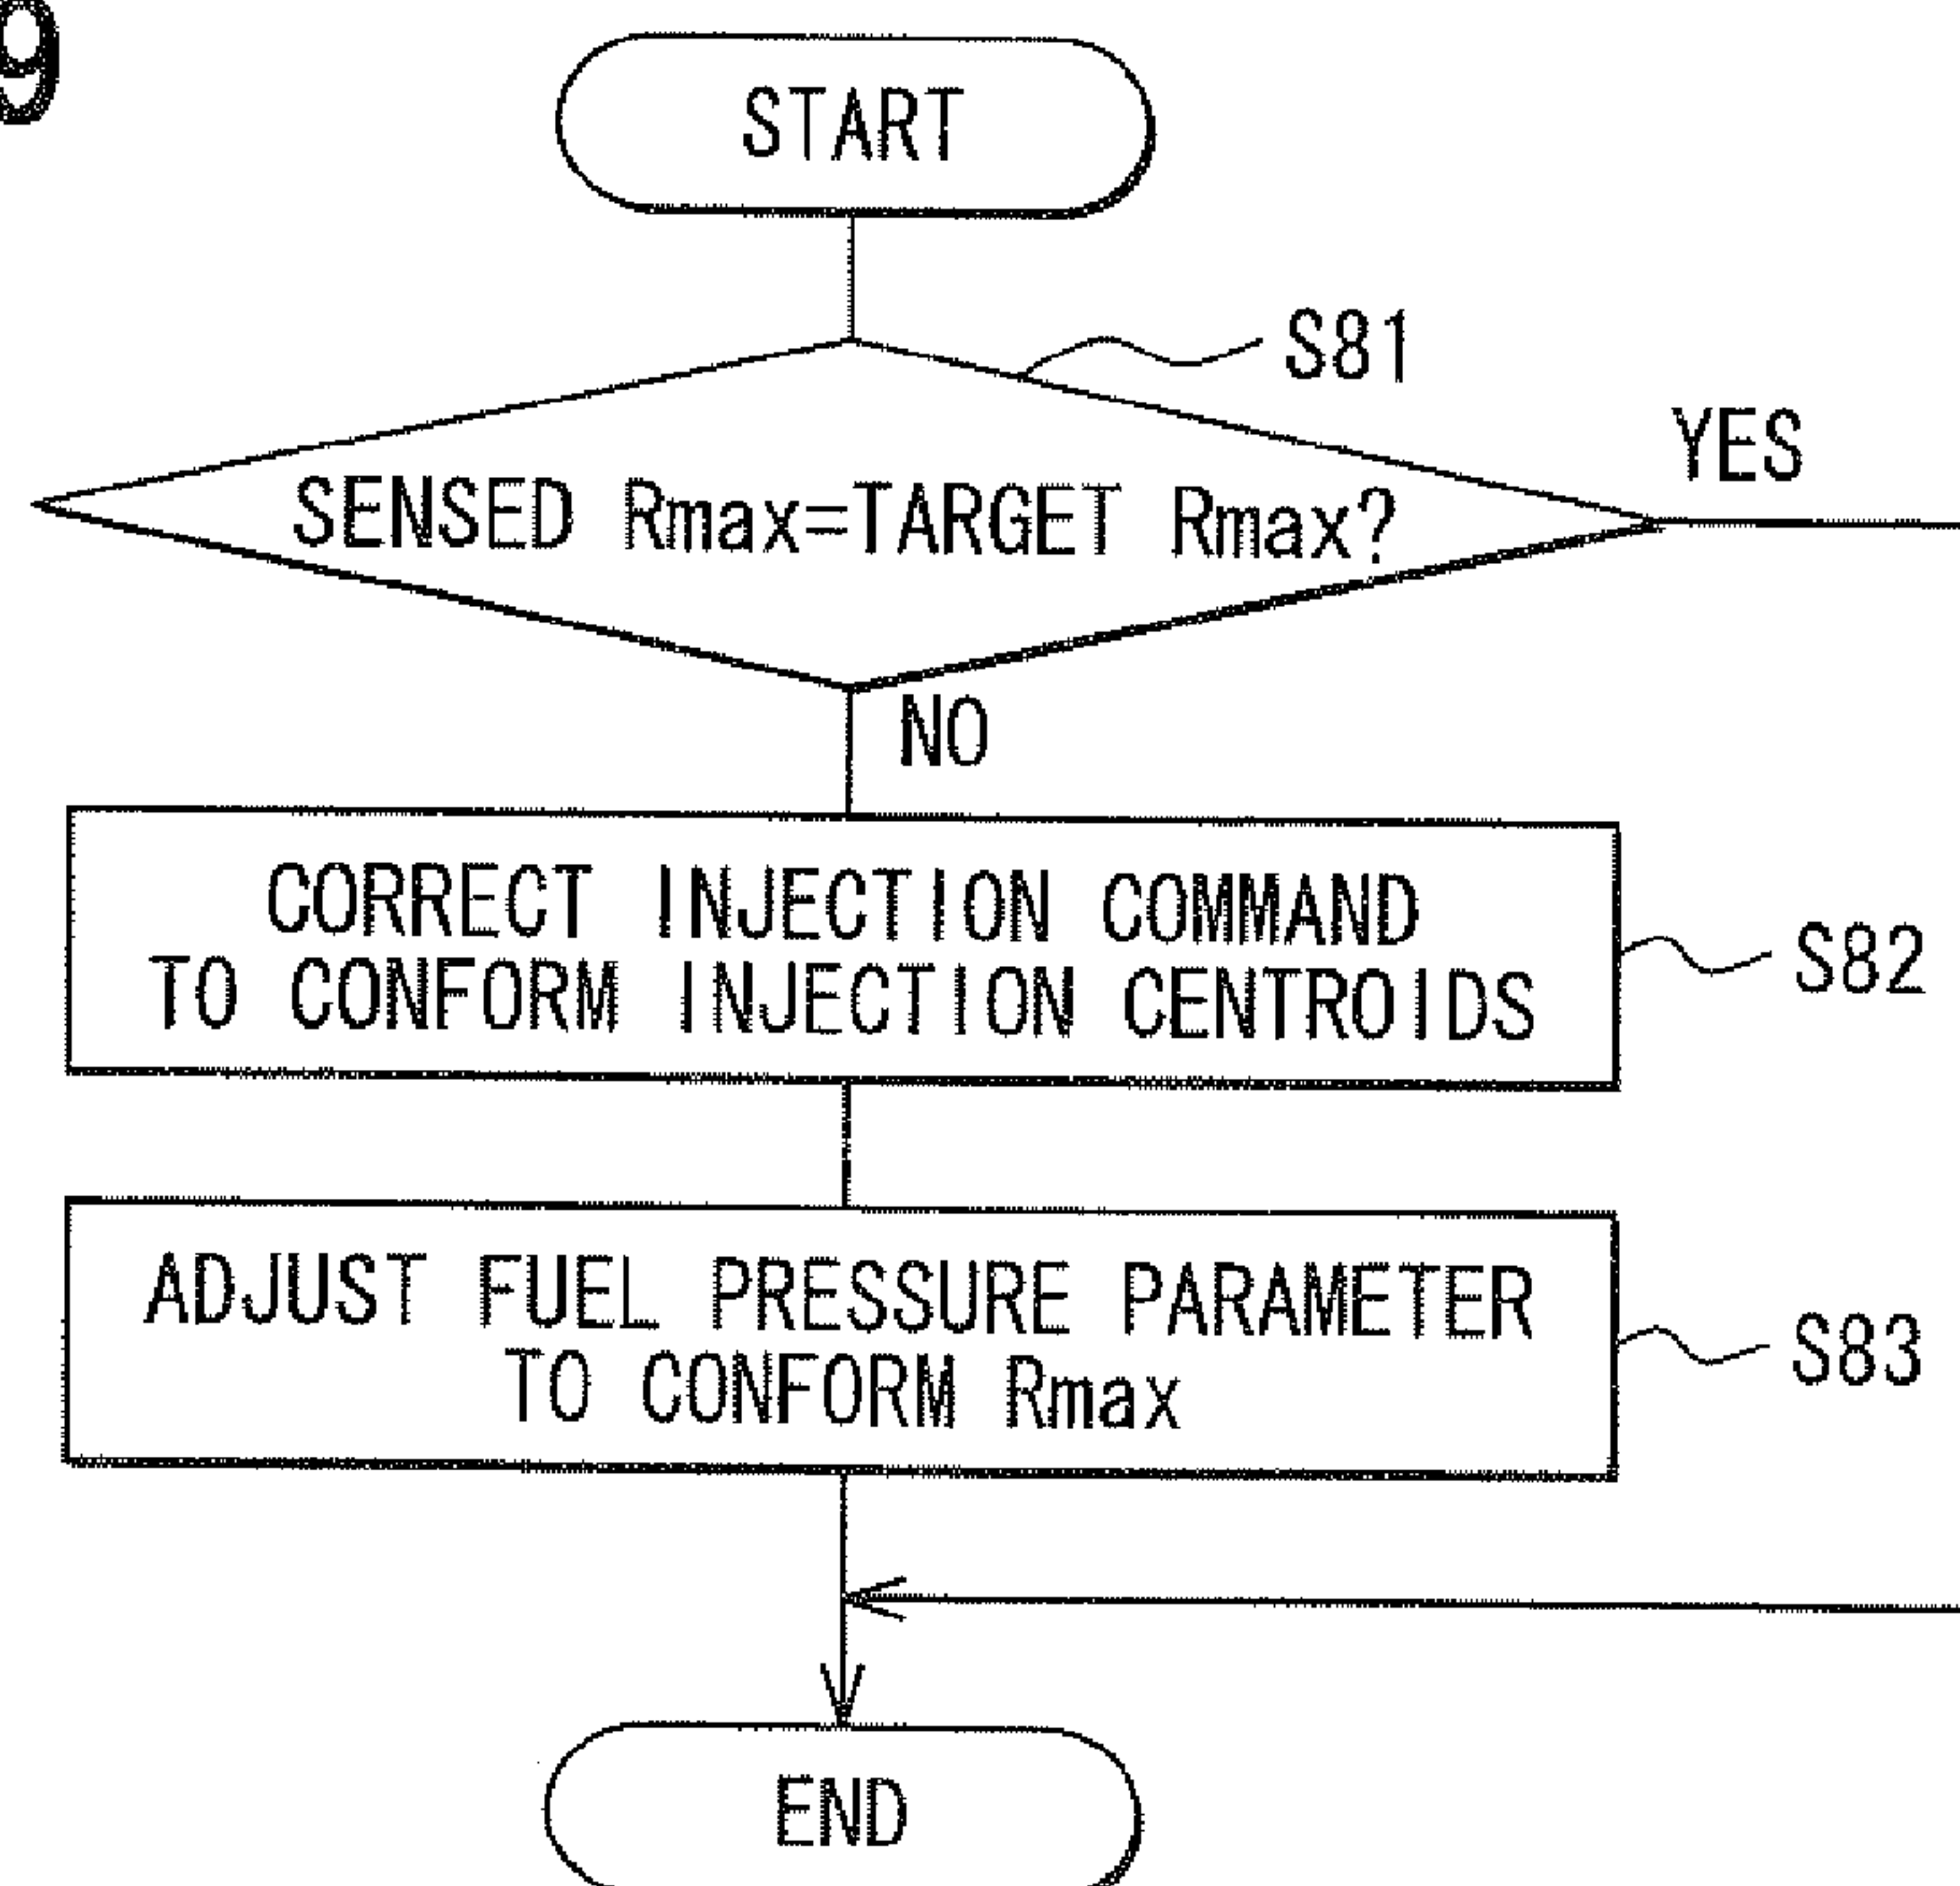 9
START
S81
YES
SENSED Rmax=TARGET Rmax?
NO
CORRECT INJECTION COMMAND
TO CONFORM INJECTION CENTROIDS
S82
ADJUST FUEL PRESSURE PARAMETER
TO CONFORM Rmax
S83
END